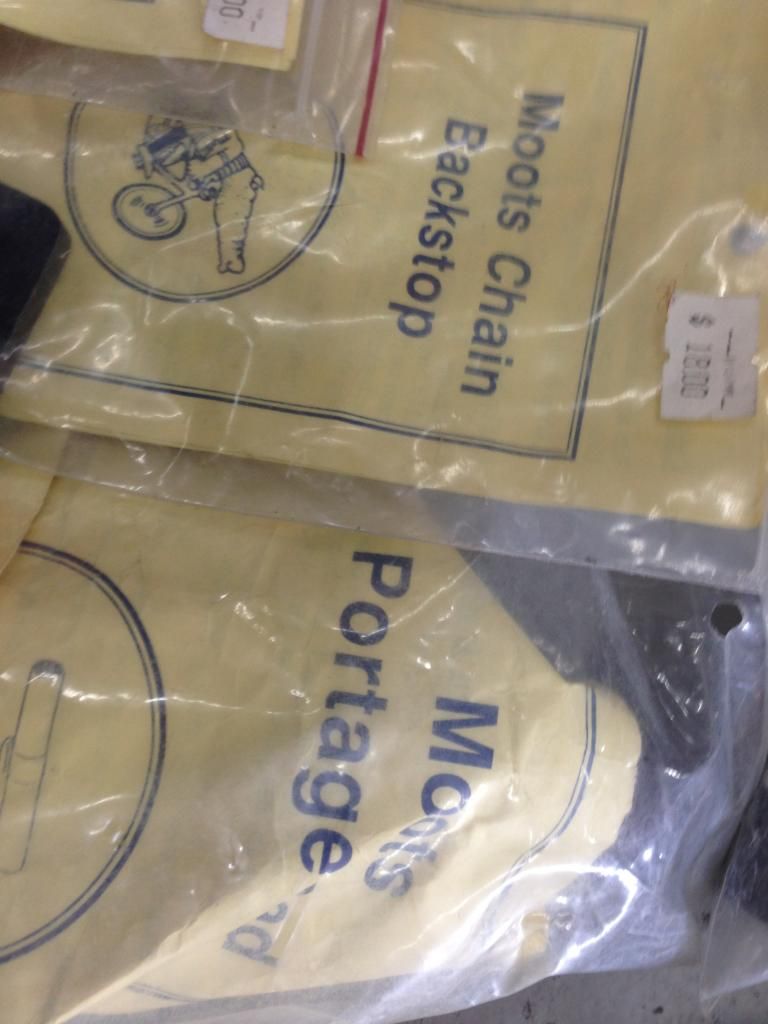 Moots Chain
Backstop
$ 18.00
Moots
Portage